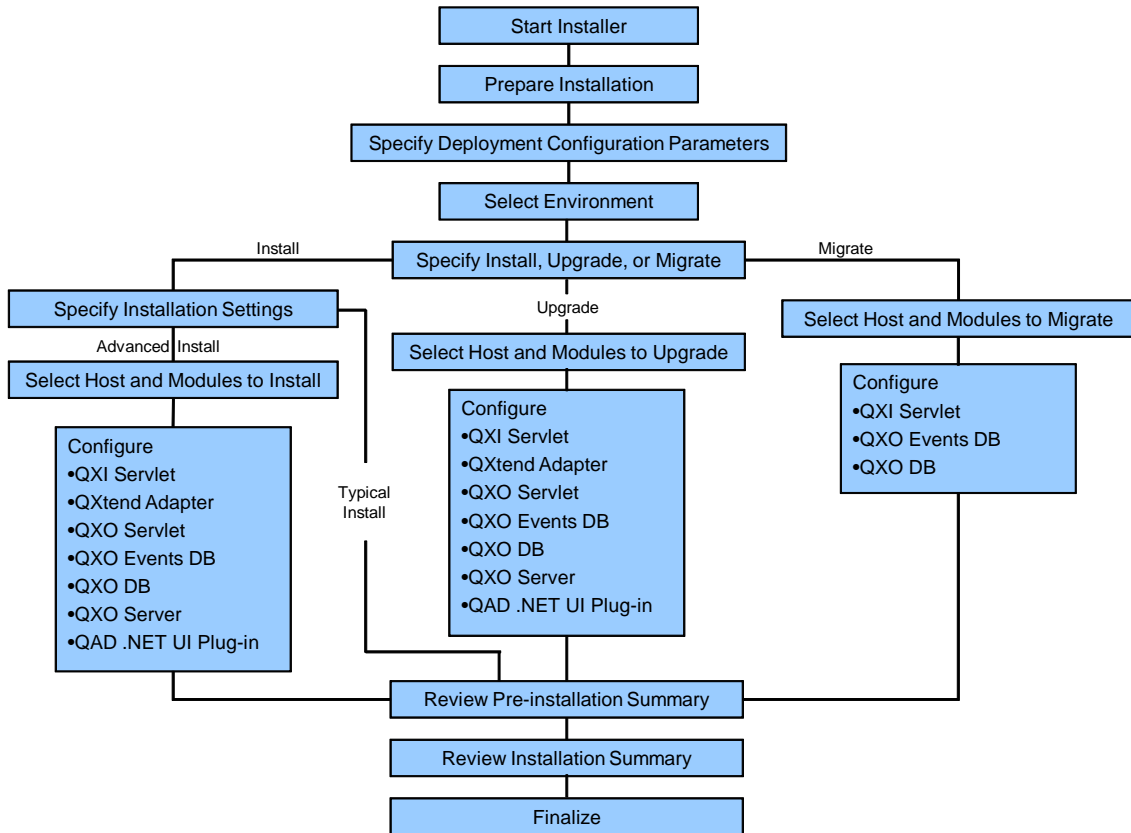 Start Installer
Prepare Installation
Specify Deployment Configuration Parameters
Select Environment
Install
Specify Install, Upgrade, or Migrate
Migrate
Specify Installation Settings
Upgrade
Select Host and Modules to Migrate
Advanced Install
Select Host and Modules to Upgrade
Select Host and Modules to Install
Configure
•QXI Servlet
•QXtend Adapter
•QXO Servlet
•QXO Events DB
•QXO DB
•QXO Server
•QAD .NET UI Plug-in
Typical
Install
Configure
•QXI Servlet
•QXtend Adapter
•QXO Servlet
•QXO Events DB
•QXO DB
•QXO Server
•QAD .NET UI Plug-in
Configure
•QXI Servlet
•QXO Events DB
•QXO DB
Review Pre-installation Summary
Review Installation Summary
Finalize